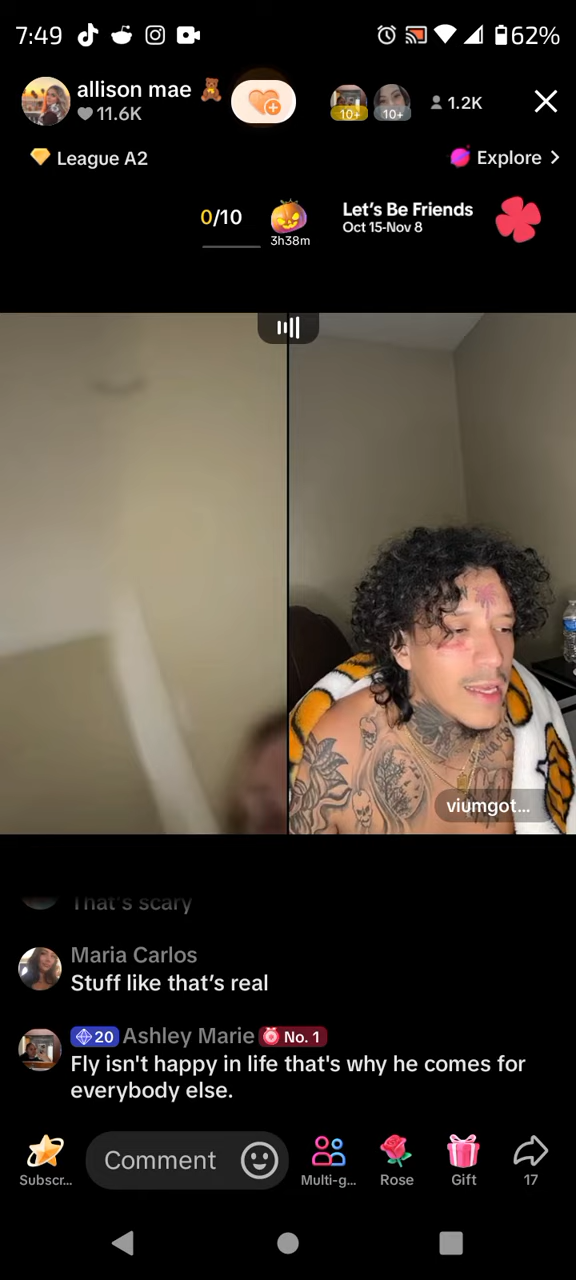 7:49
62%
allison mae 🧸
11.6K
10+
10+
1.2K
League A2
Explore >
0/10
3h38m
Let's Be Friends
Oct 15-Nov 8
viumgot...
That's scary
Maria Carlos
Stuff like that's real
20 Ashley Marie No. 1
Fly isn't happy in life that's why he comes for
everybody else.
Subscr...
Comment
Multi-g...
Rose
Gift
17